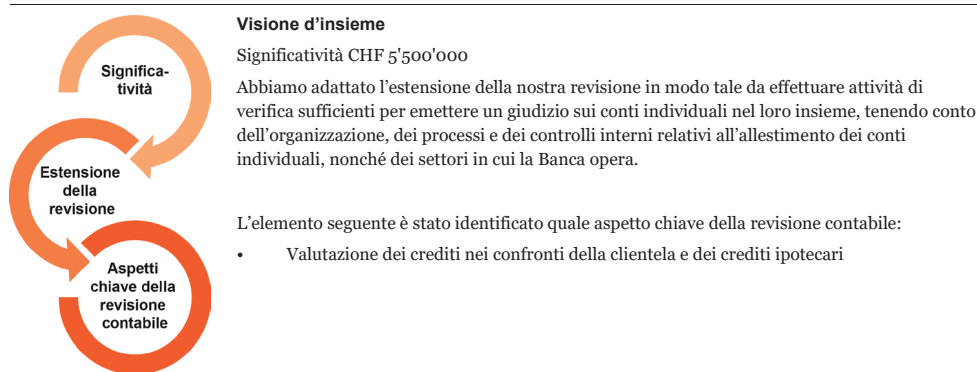 Visione d’insieme
Significatività CHF 5'500'000
Abbiamo adattato l’estensione della nostra revisione in modo tale da effettuare attività di
verifica sufficienti per emettere un giudizio sui conti individuali nel loro insieme, tenendo conto
dell’organizzazione, dei processi e dei controlli interni relativi all’allestimento dei conti
individuali, nonché dei settori in cui la Banca opera.
L’elemento seguente è stato identificato quale aspetto chiave della revisione contabile:
• Valutazione dei crediti nei confronti della clientela e dei crediti ipotecari
Significa-
tività
Estensione
della
revisione
Aspetti
chiave della
revisione
contabile